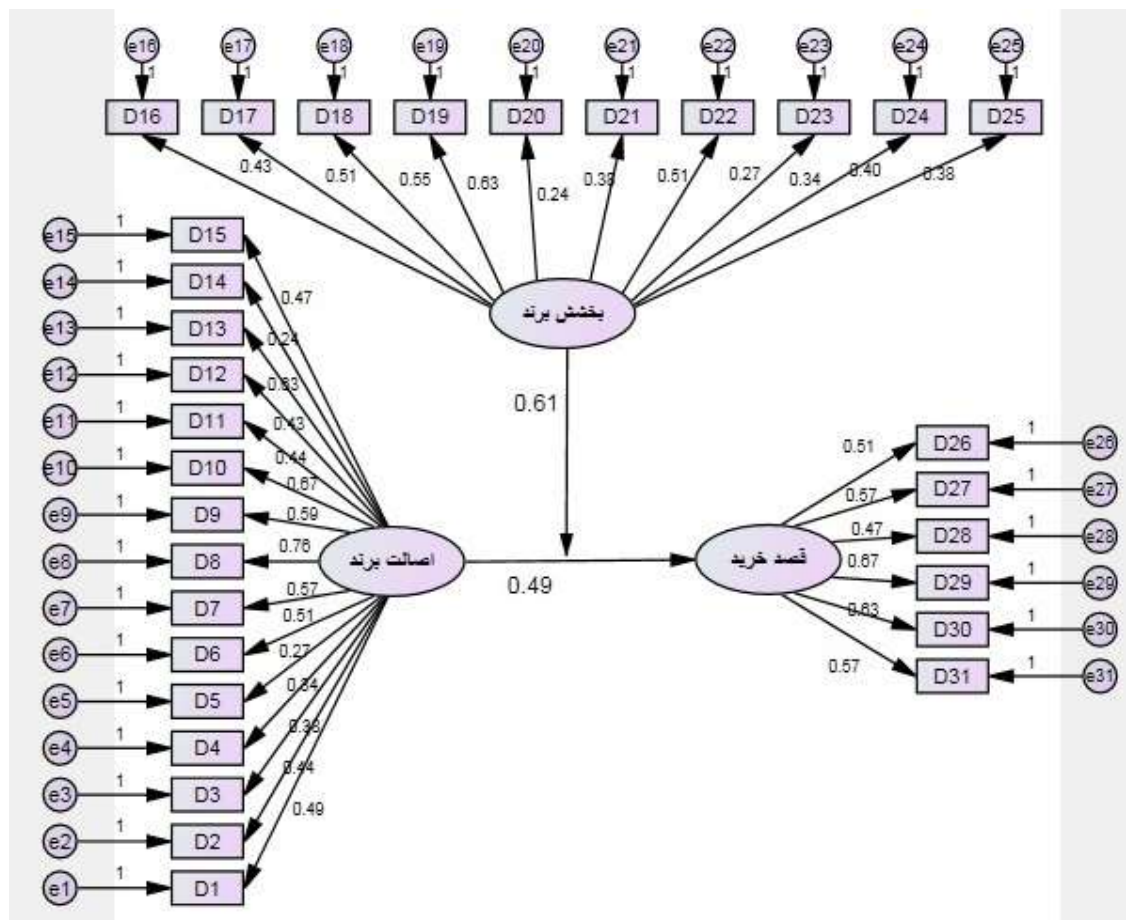 e16 e17 e18 e19 e20 e21 e22 e23 e24 e25
1 1 1 1 1 1 1 1 1 1
D16 D17 D18 D19 D20 D21 D22 D23 D24 D25
0.43 0.51 0.55 0.63 0.24 0.38 0.51 0.27 0.34 0.40 0.38
بخشش برند
0.61
e15 1 D15 0.47
e14 1 D14 0.24
e13 1 D13
e12 1 D12 0.43
e11 1 D11 0.44
e10 1 D10 0.67
e9 1 D9 0.59
e8 1 D8 0.76
e7 1 D7 0.57
e6 1 D6 0.51
e5 1 D5 0.27
e4 1 D4 0.34
e3 1 D3 0.38
e2 1 D2 0.44
e1 1 D1 0.49
اصالت برند
0.49
قصد خرید
0.51 D26 1 e26
0.57 D27 1 e27
0.47 D28 1 e28
0.67 D29 1 e29
0.63 D30 1 e30
0.57 D31 1 e31